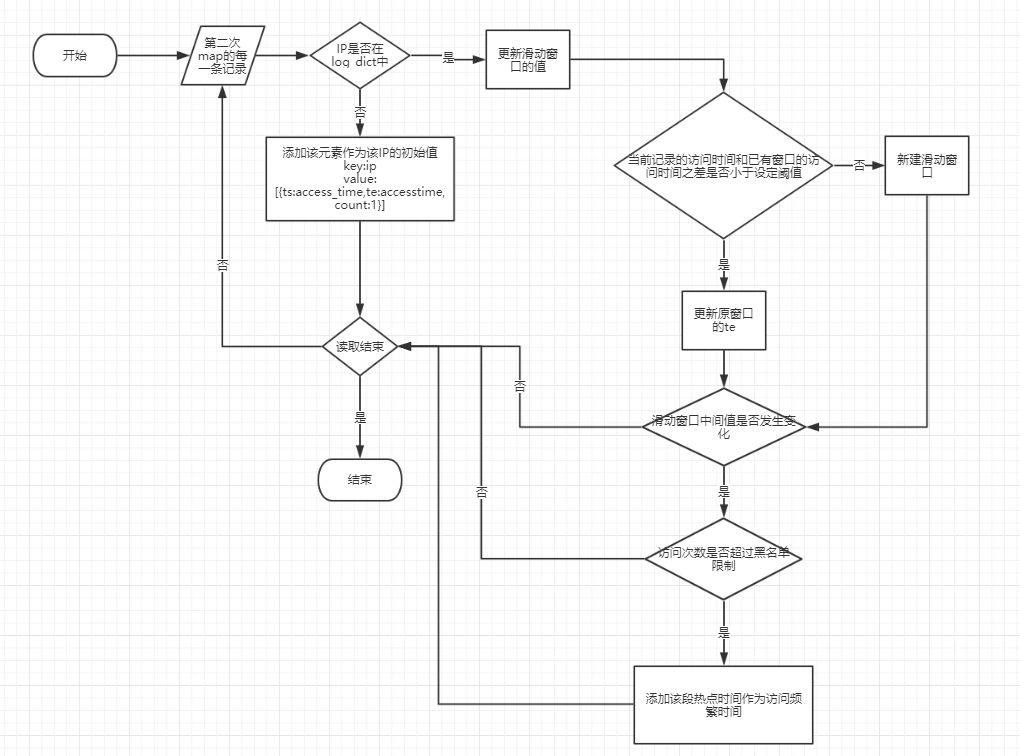 开始
第二次
map的每
一条记录
IP是否在
log_dict中
是
更新滑动窗
口的值
否
添加该元素作为该IP的初始值
key:ip
value:
[{ts:access_time,te:accesstime,
count:1}]
当前记录的访问时间和已有窗口的访
问时间之差是否小于设定阈值
否
新建滑动窗
口
是
更新原窗口
的te
否
读取结束
否
滑动窗口中间值是否发生变
化
是
结束
是
否
访问次数是否超过黑名单
限制
是
添加该段热点时间作为访问频
繁时间